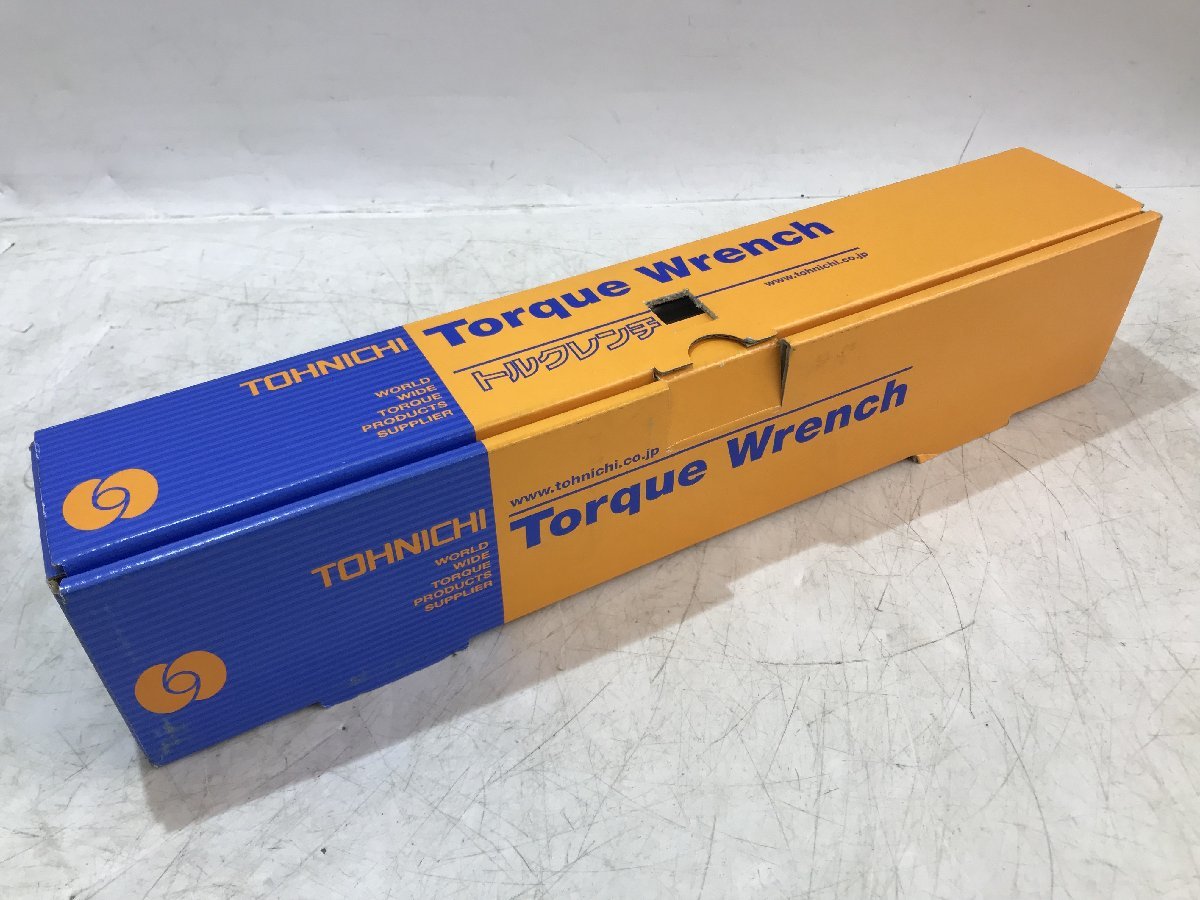 TOHNICHI
WORLD
WIDE
TORQUE
PRODUCTS
SUPPLIER
Torque Wrench
トルクレンチ
www.tohnichi.co.jp
TOHNICHI
WORLD
WIDE
TORQUE
PRODUCTS
SUPPLIER
www.tohnichi.co.jp
Torque Wrench